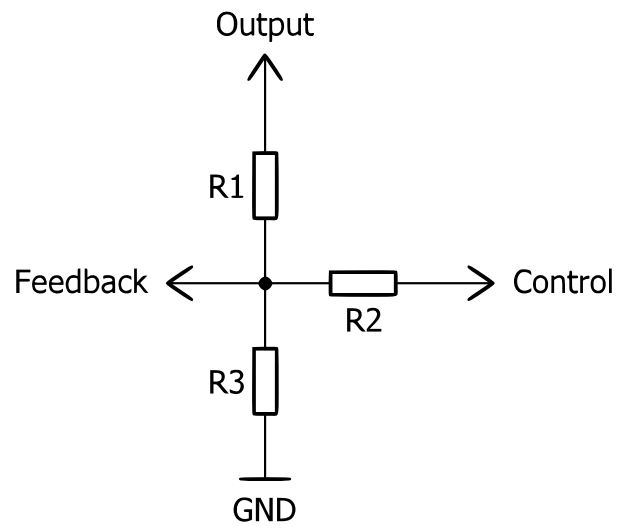 Output
R1
Feedback
Control
R2
R3
GND